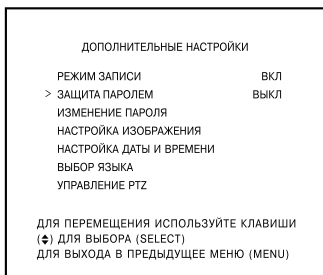 ДОПОЛНИТЕЛЬНЫЕ НАСТРОЙКИ
РЕЖИМ ЗАПИСИ ВКЛ
> ЗАЩИТА ПАРОЛЕМ ВЫКЛ
ИЗМЕНЕНИЕ ПАРОЛЯ
НАСТРОЙКА ИЗОБРАЖЕНИЯ
НАСТРОЙКА ДАТЫ И ВРЕМЕНИ
ВЫБОР ЯЗЫКА
УПРАВЛЕНИЕ PTZ
ДЛЯ ПЕРЕМЕЩЕНИЯ ИСПОЛЬЗУЙТЕ КЛАВИШИ
(♦) ДЛЯ ВЫБОРА (SELECT)
ДЛЯ ВЫХОДА В ПРЕДЫДУЩЕЕ МЕНЮ (MENU)